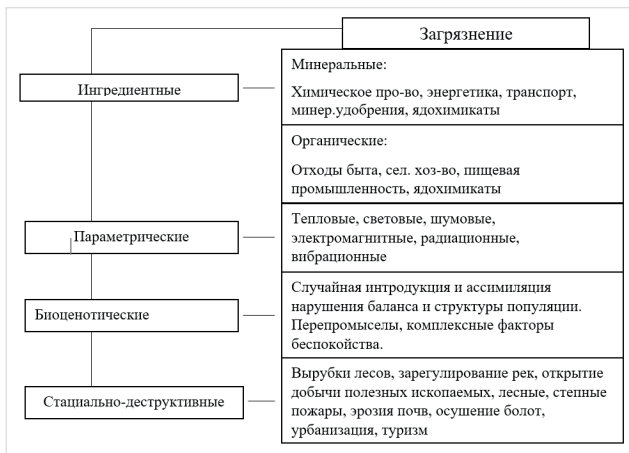 Загрязнение
Ингредиентные
Минеральные:
Химическое про-во, энергетика, транспорт,
минер.удобрения, ядохимикаты
Органические:
Отходы быта, сел. хоз-во, пищевая
промышленность, ядохимикаты
Параметрические
Тепловые, световые, шумовые,
электромагнитные, радиационные,
вибрационные
Биоценотические
Случайная интродукция и ассимиляция
нарушения баланса и структуры популяции.
Перепромыселы, комплексные факторы
беспокойства.
Стациально-деструктивные
Вырубки лесов, зарегулирование рек, открытие
добычи полезных ископаемых, лесные, степные
пожары, эрозия почв, осушение болот,
урбанизация, туризм